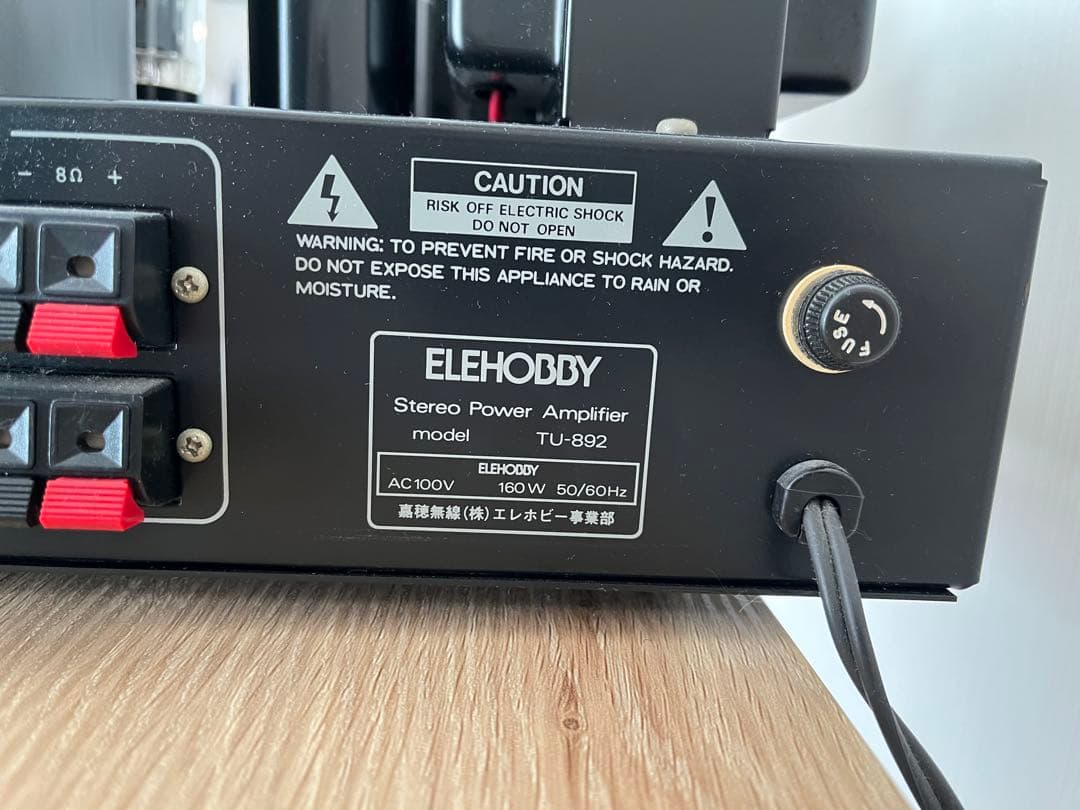 - 8Ω +
CAUTION
RISK OFF ELECTRIC SHOCK
DO NOT OPEN
WARNING: TO PREVENT FIRE OR SHOCK HAZARD.
DO NOT EXPOSE THIS APPLIANCE TO RAIN OR
MOISTURE.
FUSE
ELEHOBBY
Stereo Power Amplifier
model TU-892
ELEHOBBY
AC100V 160W 50/60Hz
嘉穂無線(株)エレホビー事業部